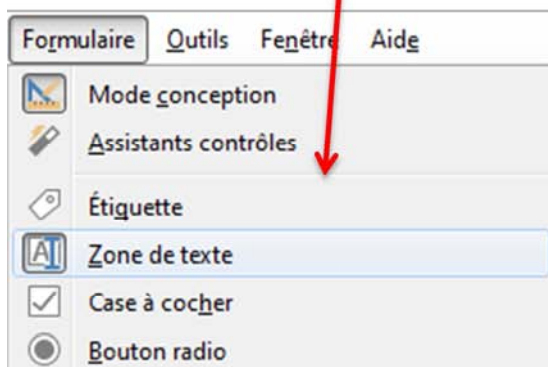 Formulaire Outils Fenêtre Aide
Mode conception
Assistants contrôles
Étiquette
Zone de texte
Case à cocher
Bouton radio